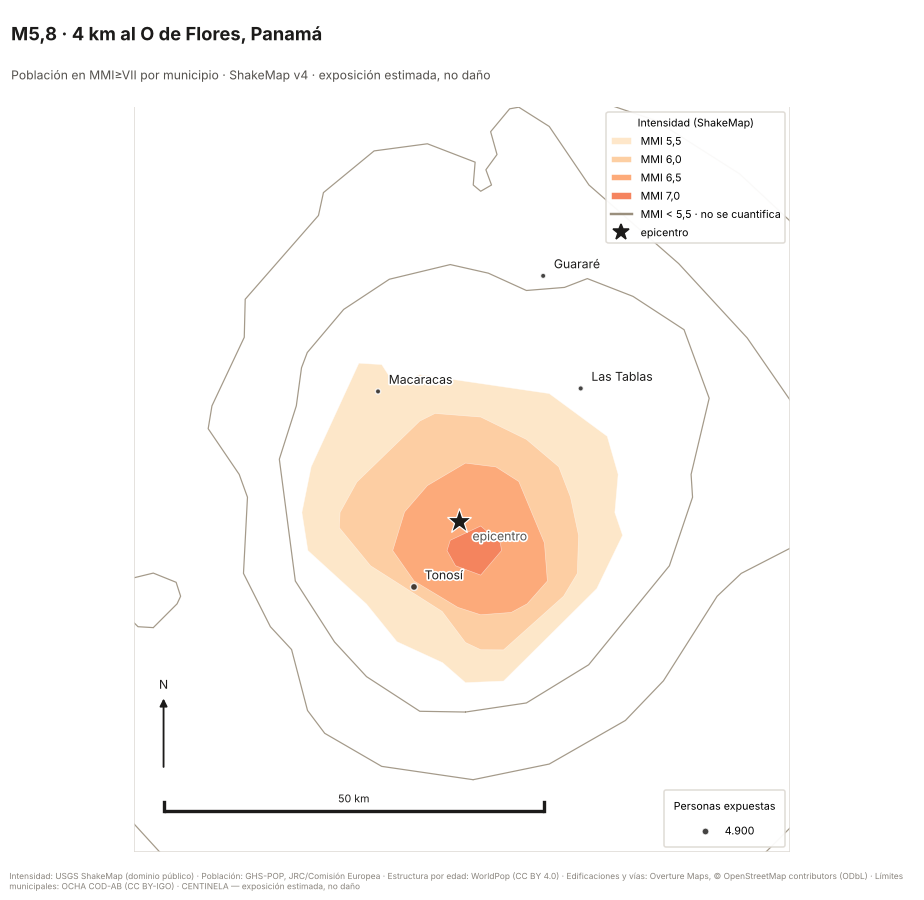 M5,8 · 4 km al O de Flores, Panamá
Población en MMI≥VII por municipio · ShakeMap v4 · exposición estimada, no daño
Intensidad (ShakeMap)
MMI 5,5
MMI 6,0
MMI 6,5
MMI 7,0
MMI < 5,5 · no se cuantifica
epicentro
Guararé
Las Tablas
Macaracas
epicentro
Tonosí
N
50 km
Personas expuestas
4.900
Intensidad: USGS ShakeMap (dominio público) · Población: GHS-POP, JRC/Comisión Europea · Estructura por edad: WorldPop (CC BY 4.0) · Edificaciones y vías: Overture Maps, © OpenStreetMap contributors (ODbL) · Límites
municipales: OCHA COD-AB (CC BY-IGO) · CENTINELA — exposición estimada, no daño